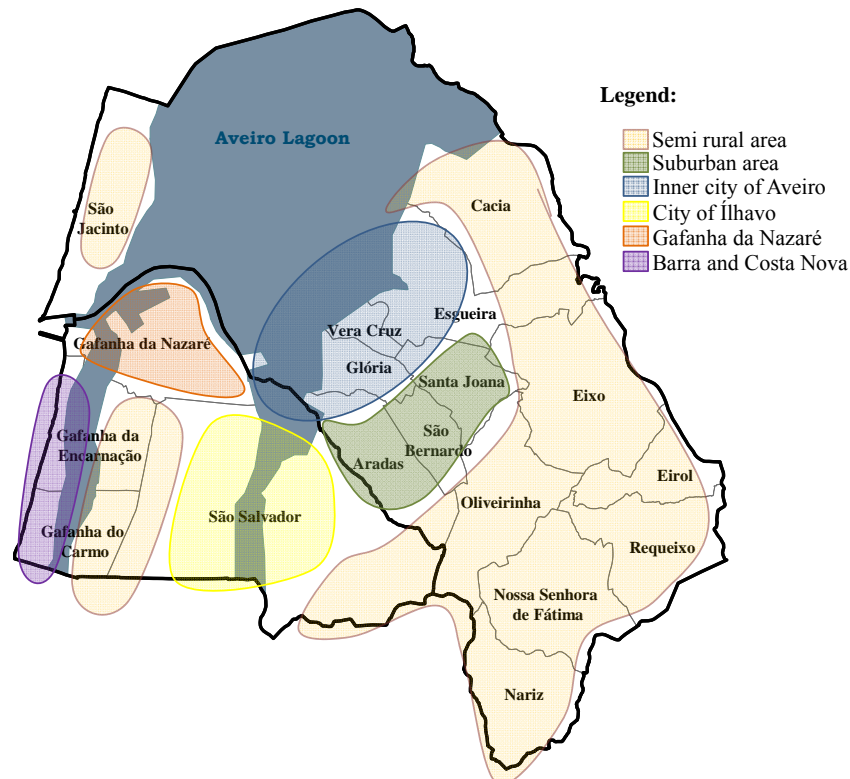 Aveiro Lagoon
Legend:
Semi rural area
Suburban area
Inner city of Aveiro
City of Ílhavo
Gafanha da Nazaré
Barra and Costa Nova
São
Jacinto
Cacia
Esgueira
Vera Cruz
Gafanha da Nazaré
Glória
Santa Joana
Eixo
São
Bernardo
Gafanha da
Encarnação
Aradas
Eirol
Oliveirinha
São Salvador
Gafanha do
Carmo
Requeixo
Nossa Senhora
de Fátima
Nariz